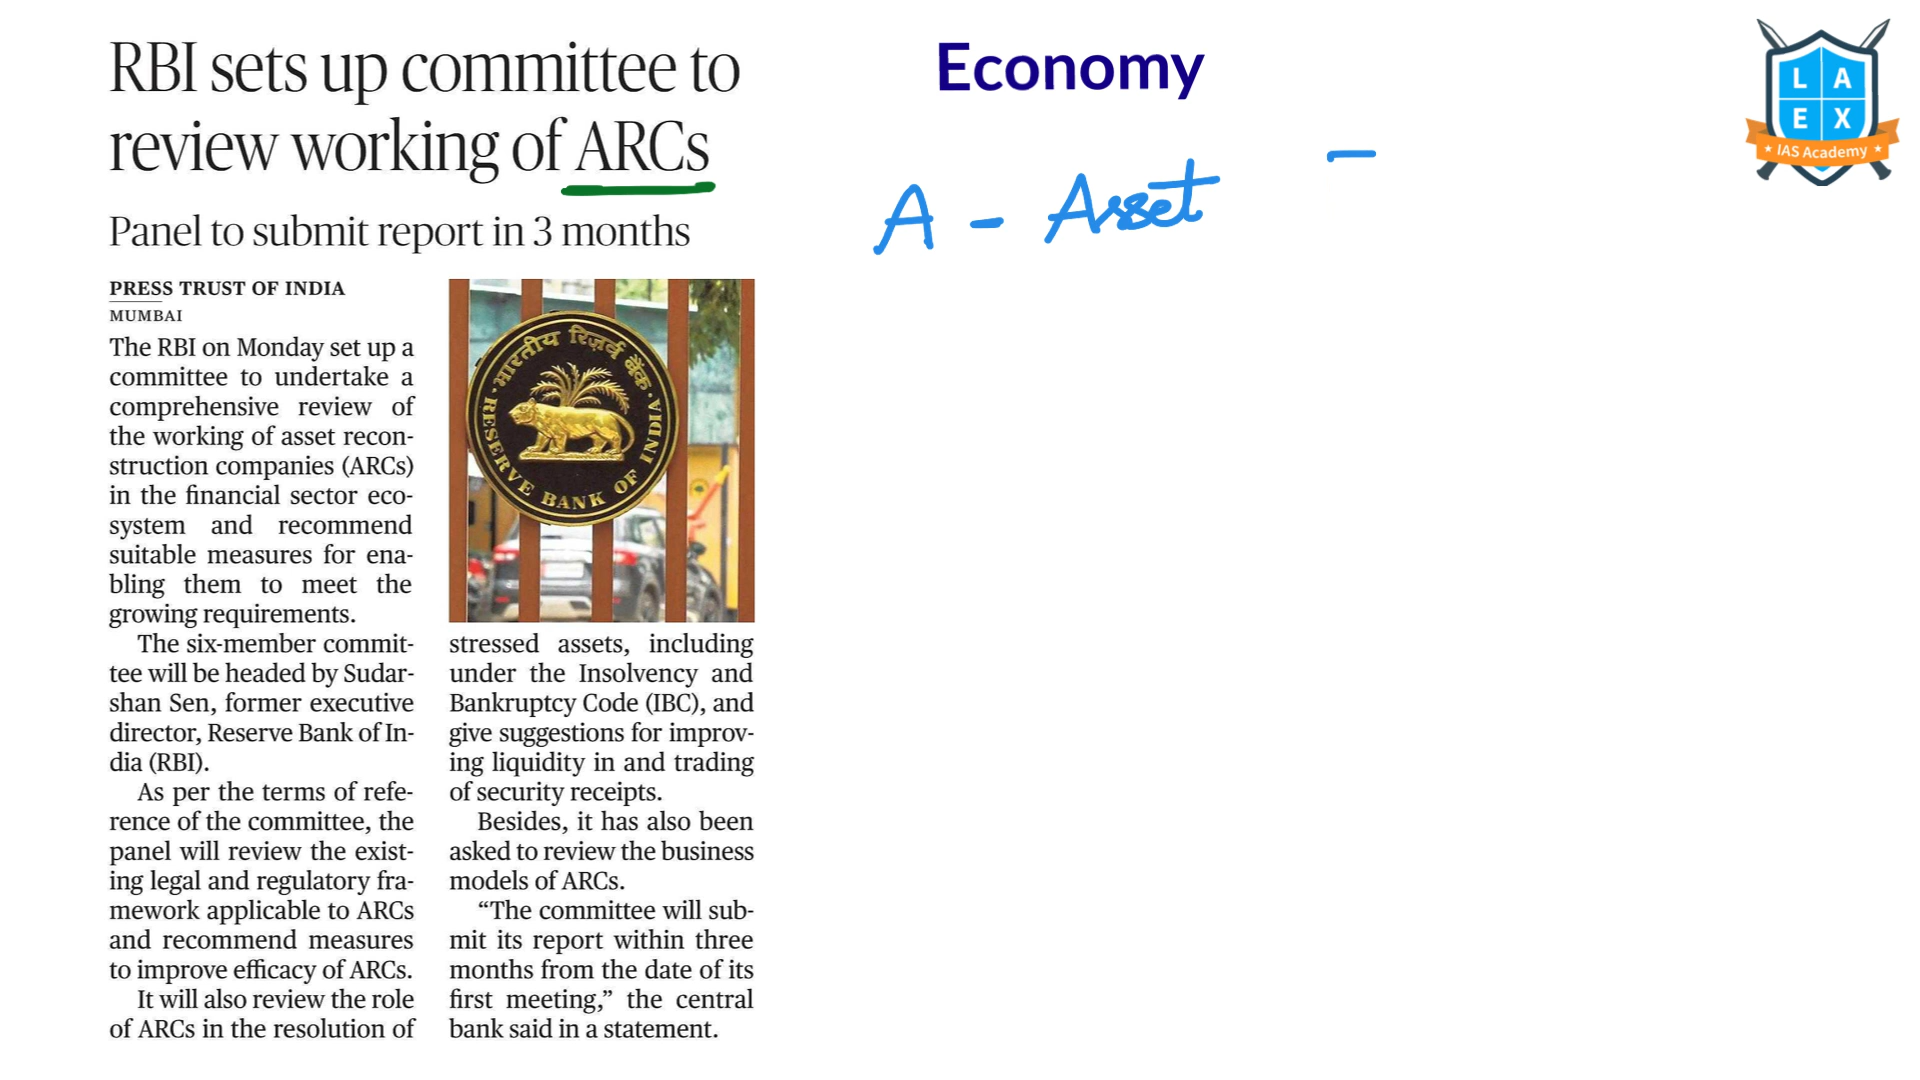 RBI sets up committee to
review working of ARCs
Panel to submit report in 3 months
PRESS TRUST OF INDIA
MUMBAI
The RBI on Monday set up a
committee to undertake a
comprehensive review of
the working of asset recon-
struction companies (ARCs)
in the financial sector eco-
system and recommend
suitable measures for ena-
bling them to meet the
growing requirements.
The six-member commit-
tee will be headed by Sudar-
shan Sen, former executive
director, Reserve Bank of In-
dia (RBI).
As per the terms of refe-
rence of the committee, the
panel will review the exist-
ing legal and regulatory fra-
mework applicable to ARCs
and recommend measures
to improve efficacy of ARCs.
It will also review the role
of ARCs in the resolution of
भारतीय रिज़र्व बैंक
RESERVE BANK OF INDIA
stressed assets, including
under the Insolvency and
Bankruptcy Code (IBC), and
give suggestions for improv-
ing liquidity in and trading
of security receipts.
Besides, it has also been
asked to review the business
models of ARCs.
“The committee will sub-
mit its report within three
months from the date of its
first meeting,” the central
bank said in a statement.
Economy
A - Asset -
L A
E X
IAS Academy